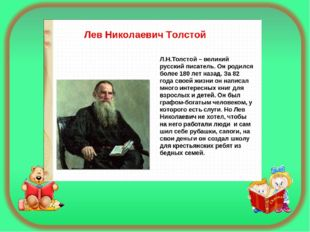 Лев Николаевич Толстой
Л.Н.Толстой – великий
русский писатель. Он родился
более 180 лет назад. За 82
года своей жизни он написал
много интересных книг для
взрослых и детей. Он был
графом-богатым человеком, у
которого есть слуги. Но Лев
Николаевич не хотел, чтобы
на него работали люди и сам
шил себе рубашки, сапоги, на
свои деньги он создал школу
для крестьянских ребят из
бедных семей.